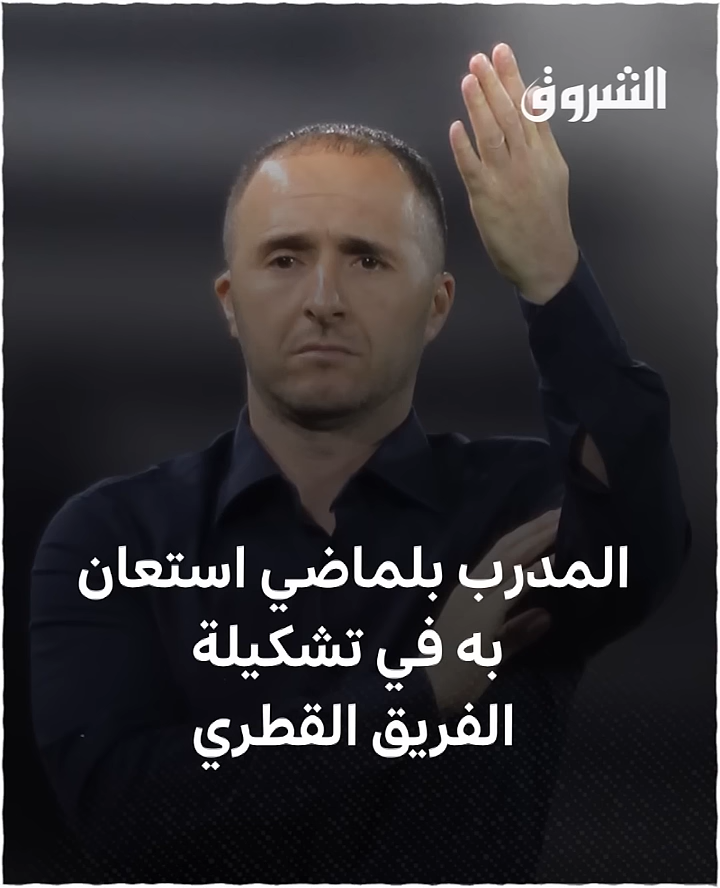 الشروق
المدرب بلماضي استعان
به في تشكيلة
الفريق القطري